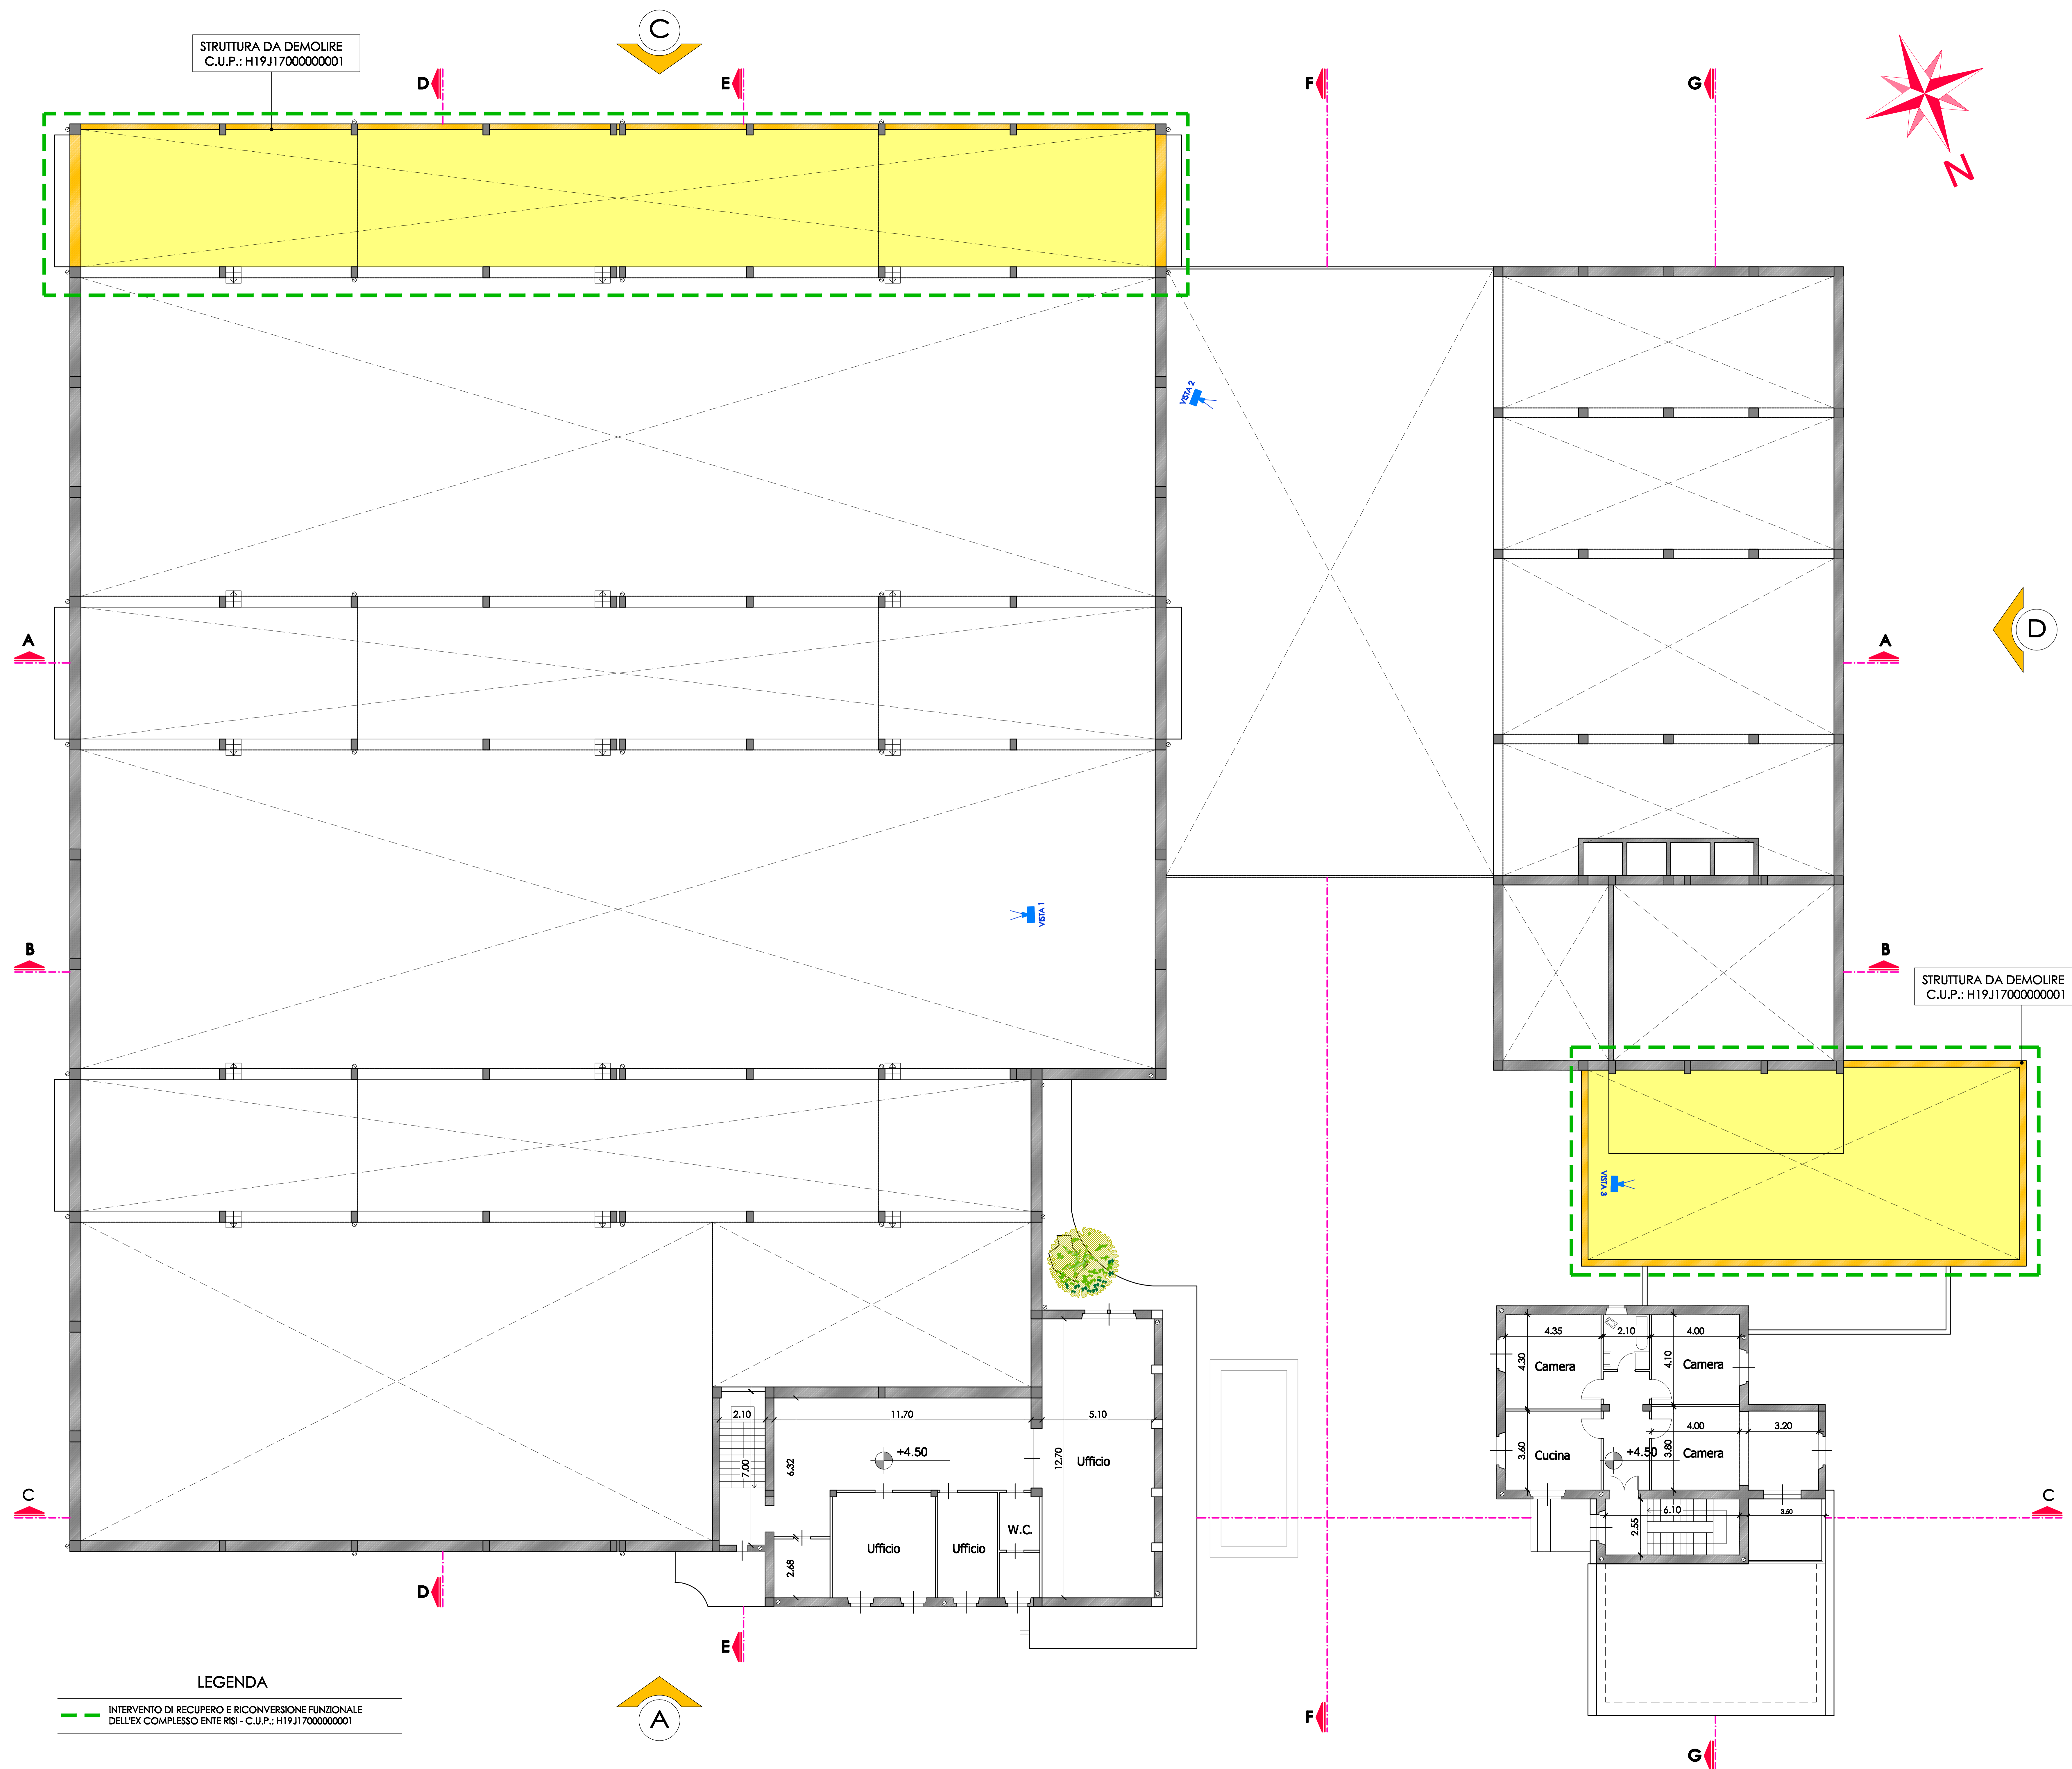 C
STRUTTURA DA DEMOLIRE
C.U.P.: H19J17000000001
D
E
F
G
N
VISTA 2
A
A
D
VISTA 1
B
B
STRUTTURA DA DEMOLIRE
C.U.P.: H19J17000000001
VISTA 3
4.35
2.10
4.00
4.30
Camera
4.10
Camera
2.10
11.70
5.10
4.00
3.20
+4.50
7.00
6.32
12.70
Ufficio
3.60
Cucina
+4.50
3.80
Camera
C
C
6.10
3.50
2.55
W.C.
Ufficio
Ufficio
2.68
D
E
LEGENDA
INTERVENTO DI RECUPERO E RICONVERSIONE FUNZIONALE
DELL'EX COMPLESSO ENTE RISI - C.U.P.: H19J17000000001
A
F
G